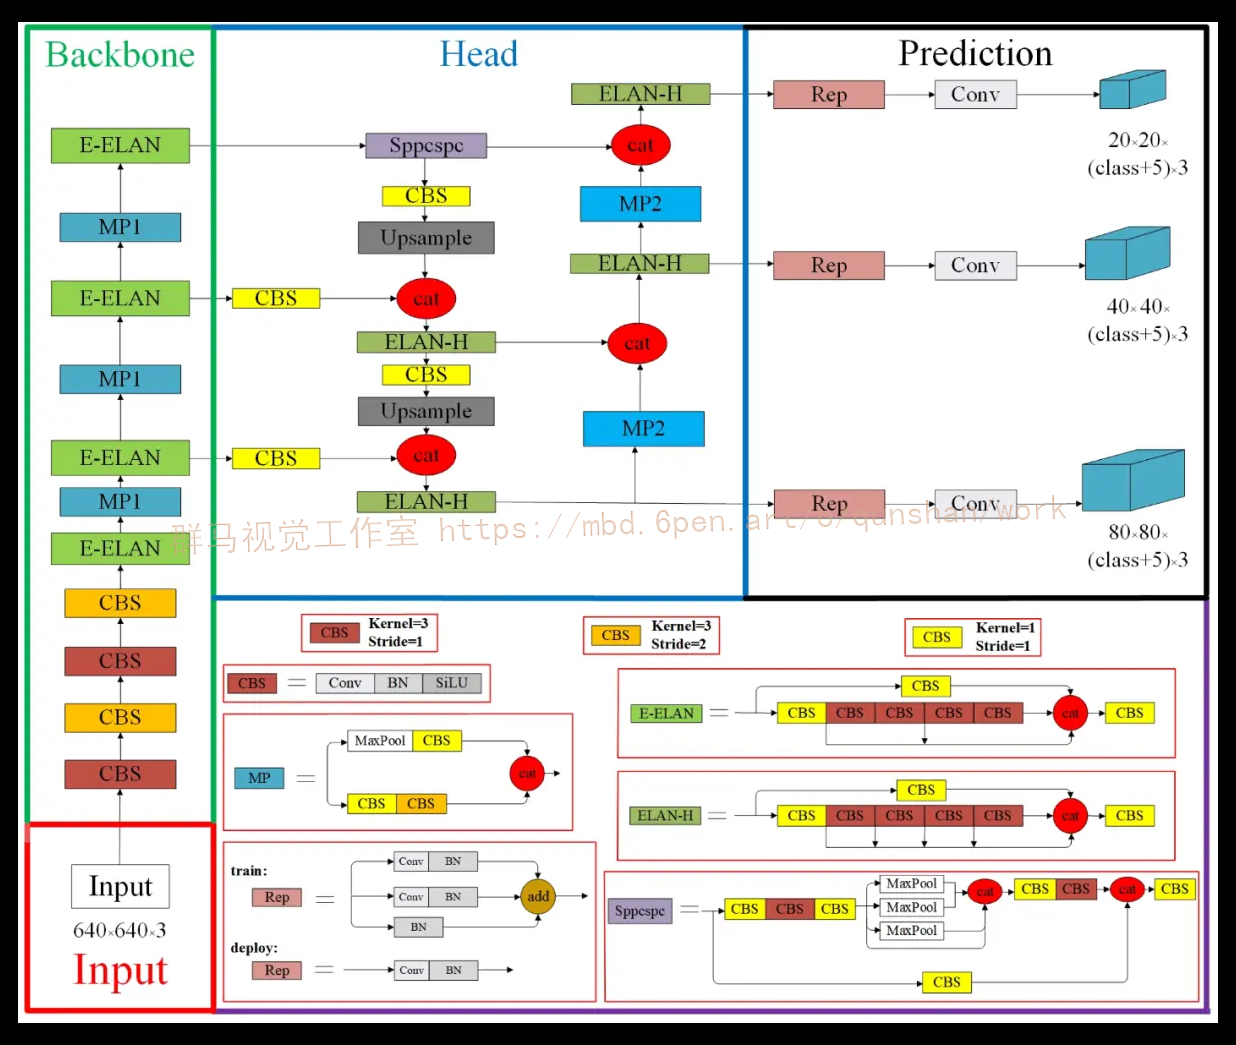 Backbone
Head
Prediction
E-ELAN
MP1
E-ELAN
MP1
E-ELAN
MP1
E-ELAN
CBS
CBS
CBS
CBS
Input
640×640×3
Input
Sppcspc
CBS
Upsample
CBS
cat
ELAN-H
CBS
Upsample
CBS
cat
ELAN-H
ELAN-H
cat
MP2
ELAN-H
cat
MP2
Rep
Conv
20×20×
(class+5)×3
Rep
Conv
40×40×
(class+5)×3
Rep
Conv
80×80×
(class+5)×3
群马视觉工作室 https://mbd.6pen.art/o/qunshan/work
CBS
Kernel=3
Stride=1
CBS
Kernel=3
Stride=2
CBS
Kernel=1
Stride=1
CBS = Conv BN SiLU
MP =
MaxPool CBS
CBS CBS
cat
train:
Rep =
Conv BN
Conv BN
BN
add
deploy:
Rep = Conv BN
E-ELAN =
CBS
CBS CBS CBS CBS CBS cat CBS
ELAN-H =
CBS
CBS CBS CBS CBS CBS cat CBS
Sppcspc =
CBS CBS CBS
MaxPool
MaxPool
MaxPool
cat
CBS CBS
cat
CBS
CBS